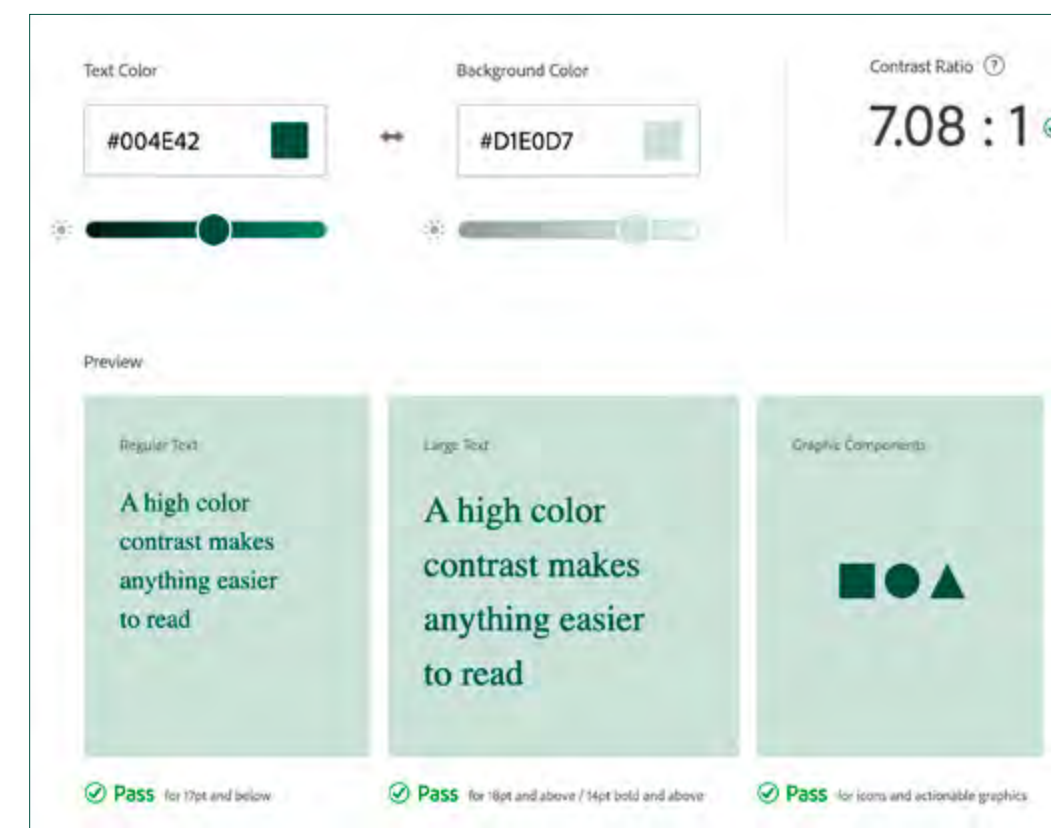 Text Color
Background Color
Contrast Ratio ?
#004E42
#D1E0D7
7.08 : 1
Preview
Regular Text
A high color
contrast makes
anything easier
to read
Large Text
A high color
contrast makes
anything easier
to read
Graphic Components
Pass for 17pt and below
Pass for 18pt and above / 14pt bold and above
Pass for icons and actionable graphics